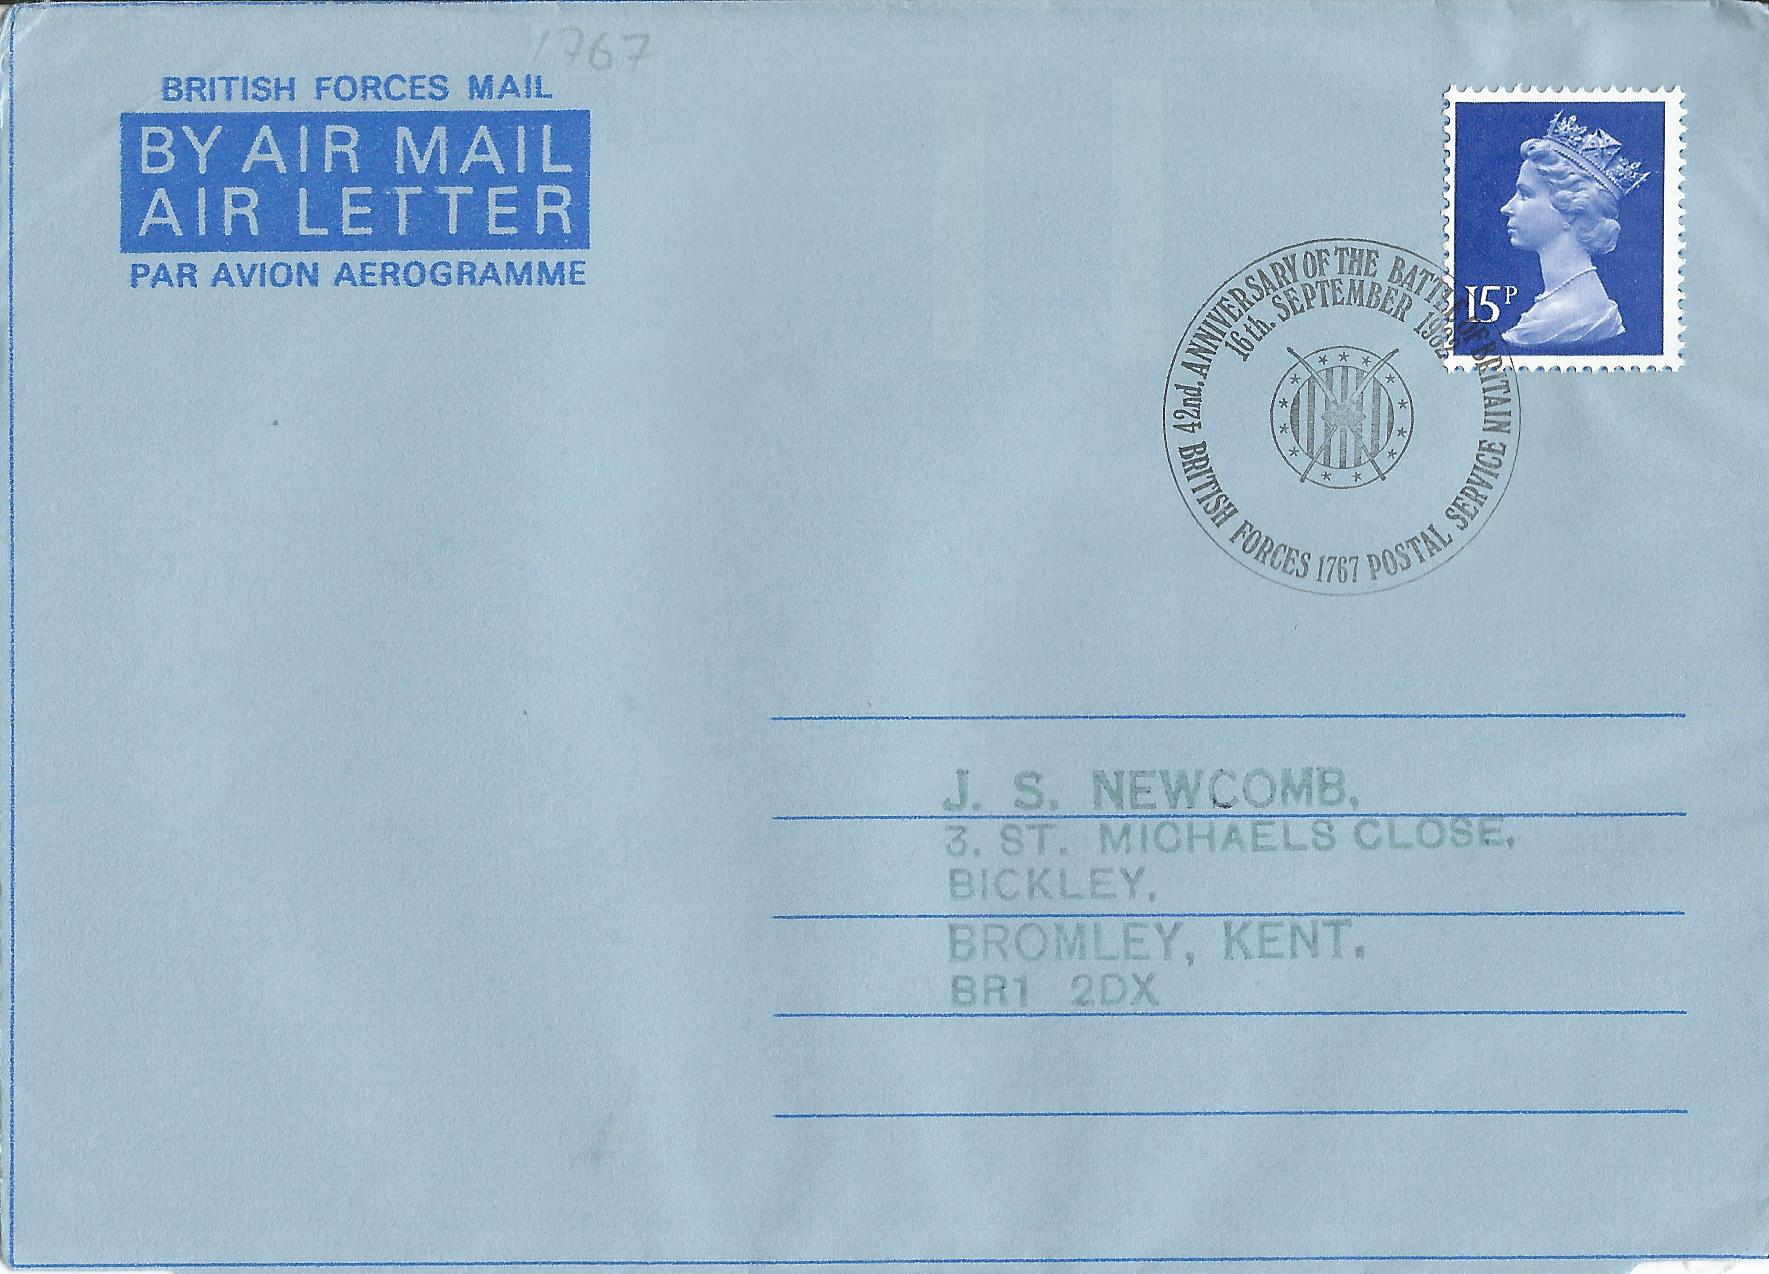 1767
BRITISH FORCES MAIL
BY AIR MAIL
AIR LETTER
PAR AVION AEROGRAMME
15P
42nd. ANNIVERSARY OF THE BATTLE OF BRITAIN
16th. SEPTEMBER 1982
BRITISH FORCES 1767 POSTAL SERVICE
J. S. NEWCOMB,
3. ST. MICHAELS CLOSE,
BICKLEY,
BROMLEY, KENT.
BR1 2DX